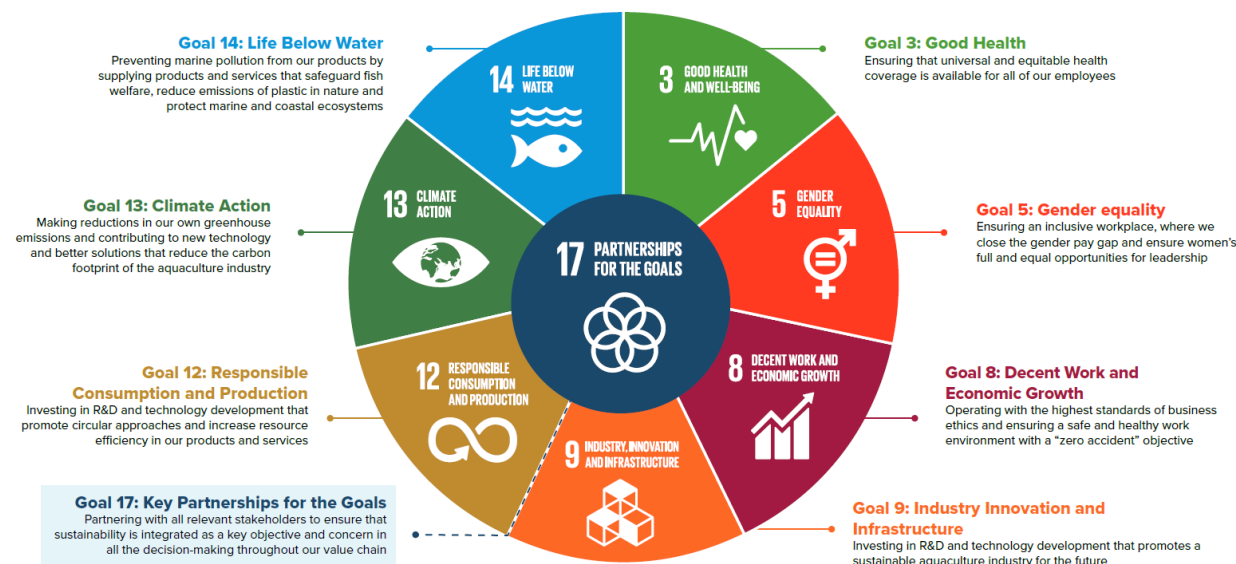 Goal 14: Life Below Water
Preventing marine pollution from our products by
supplying products and services that safeguard fish
welfare, reduce emissions of plastic in nature and
protect marine and coastal ecosystems
Goal 13: Climate Action
Making reductions in our own greenhouse
emissions and contributing to new technology
and better solutions that reduce the carbon
footprint of the aquaculture industry
Goal 12: Responsible
Consumption and Production
Investing in R&D and technology development that
promote circular approaches and increase resource
efficiency in our products and services
Goal 17: Key Partnerships for the Goals
Partnering with all relevant stakeholders to ensure that
sustainability is integrated as a key objective and concern in
all the decision-making throughout our value chain
14 LIFE BELOW
WATER
3 GOOD HEALTH
AND WELL-BEING
13 CLIMATE
ACTION
5 GENDER
EQUALITY
17 PARTNERSHIPS
FOR THE GOALS
12 RESPONSIBLE
CONSUMPTION
AND PRODUCTION
8 DECENT WORK AND
ECONOMIC GROWTH
9 INDUSTRY, INNOVATION
AND INFRASTRUCTURE
Goal 3: Good Health
Ensuring that universal and equitable health
coverage is available for all of our employees
Goal 5: Gender equality
Ensuring an inclusive workplace, where we
close the gender pay gap and ensure women’s
full and equal opportunities for leadership
Goal 8: Decent Work and
Economic Growth
Operating with the highest standards of business
ethics and ensuring a safe and healthy work
environment with a “zero accident” objective
Goal 9: Industry Innovation and
Infrastructure
Investing in R&D and technology development that promotes a
sustainable aquaculture industry for the future